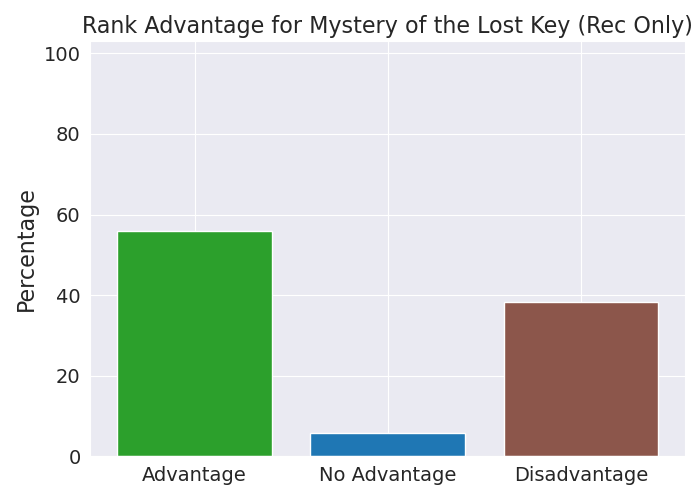 Rank Advantage for Mystery of the Lost Key (Rec Only)
100
80
60
40
20
0
Percentage
Advantage
No Advantage
Disadvantage